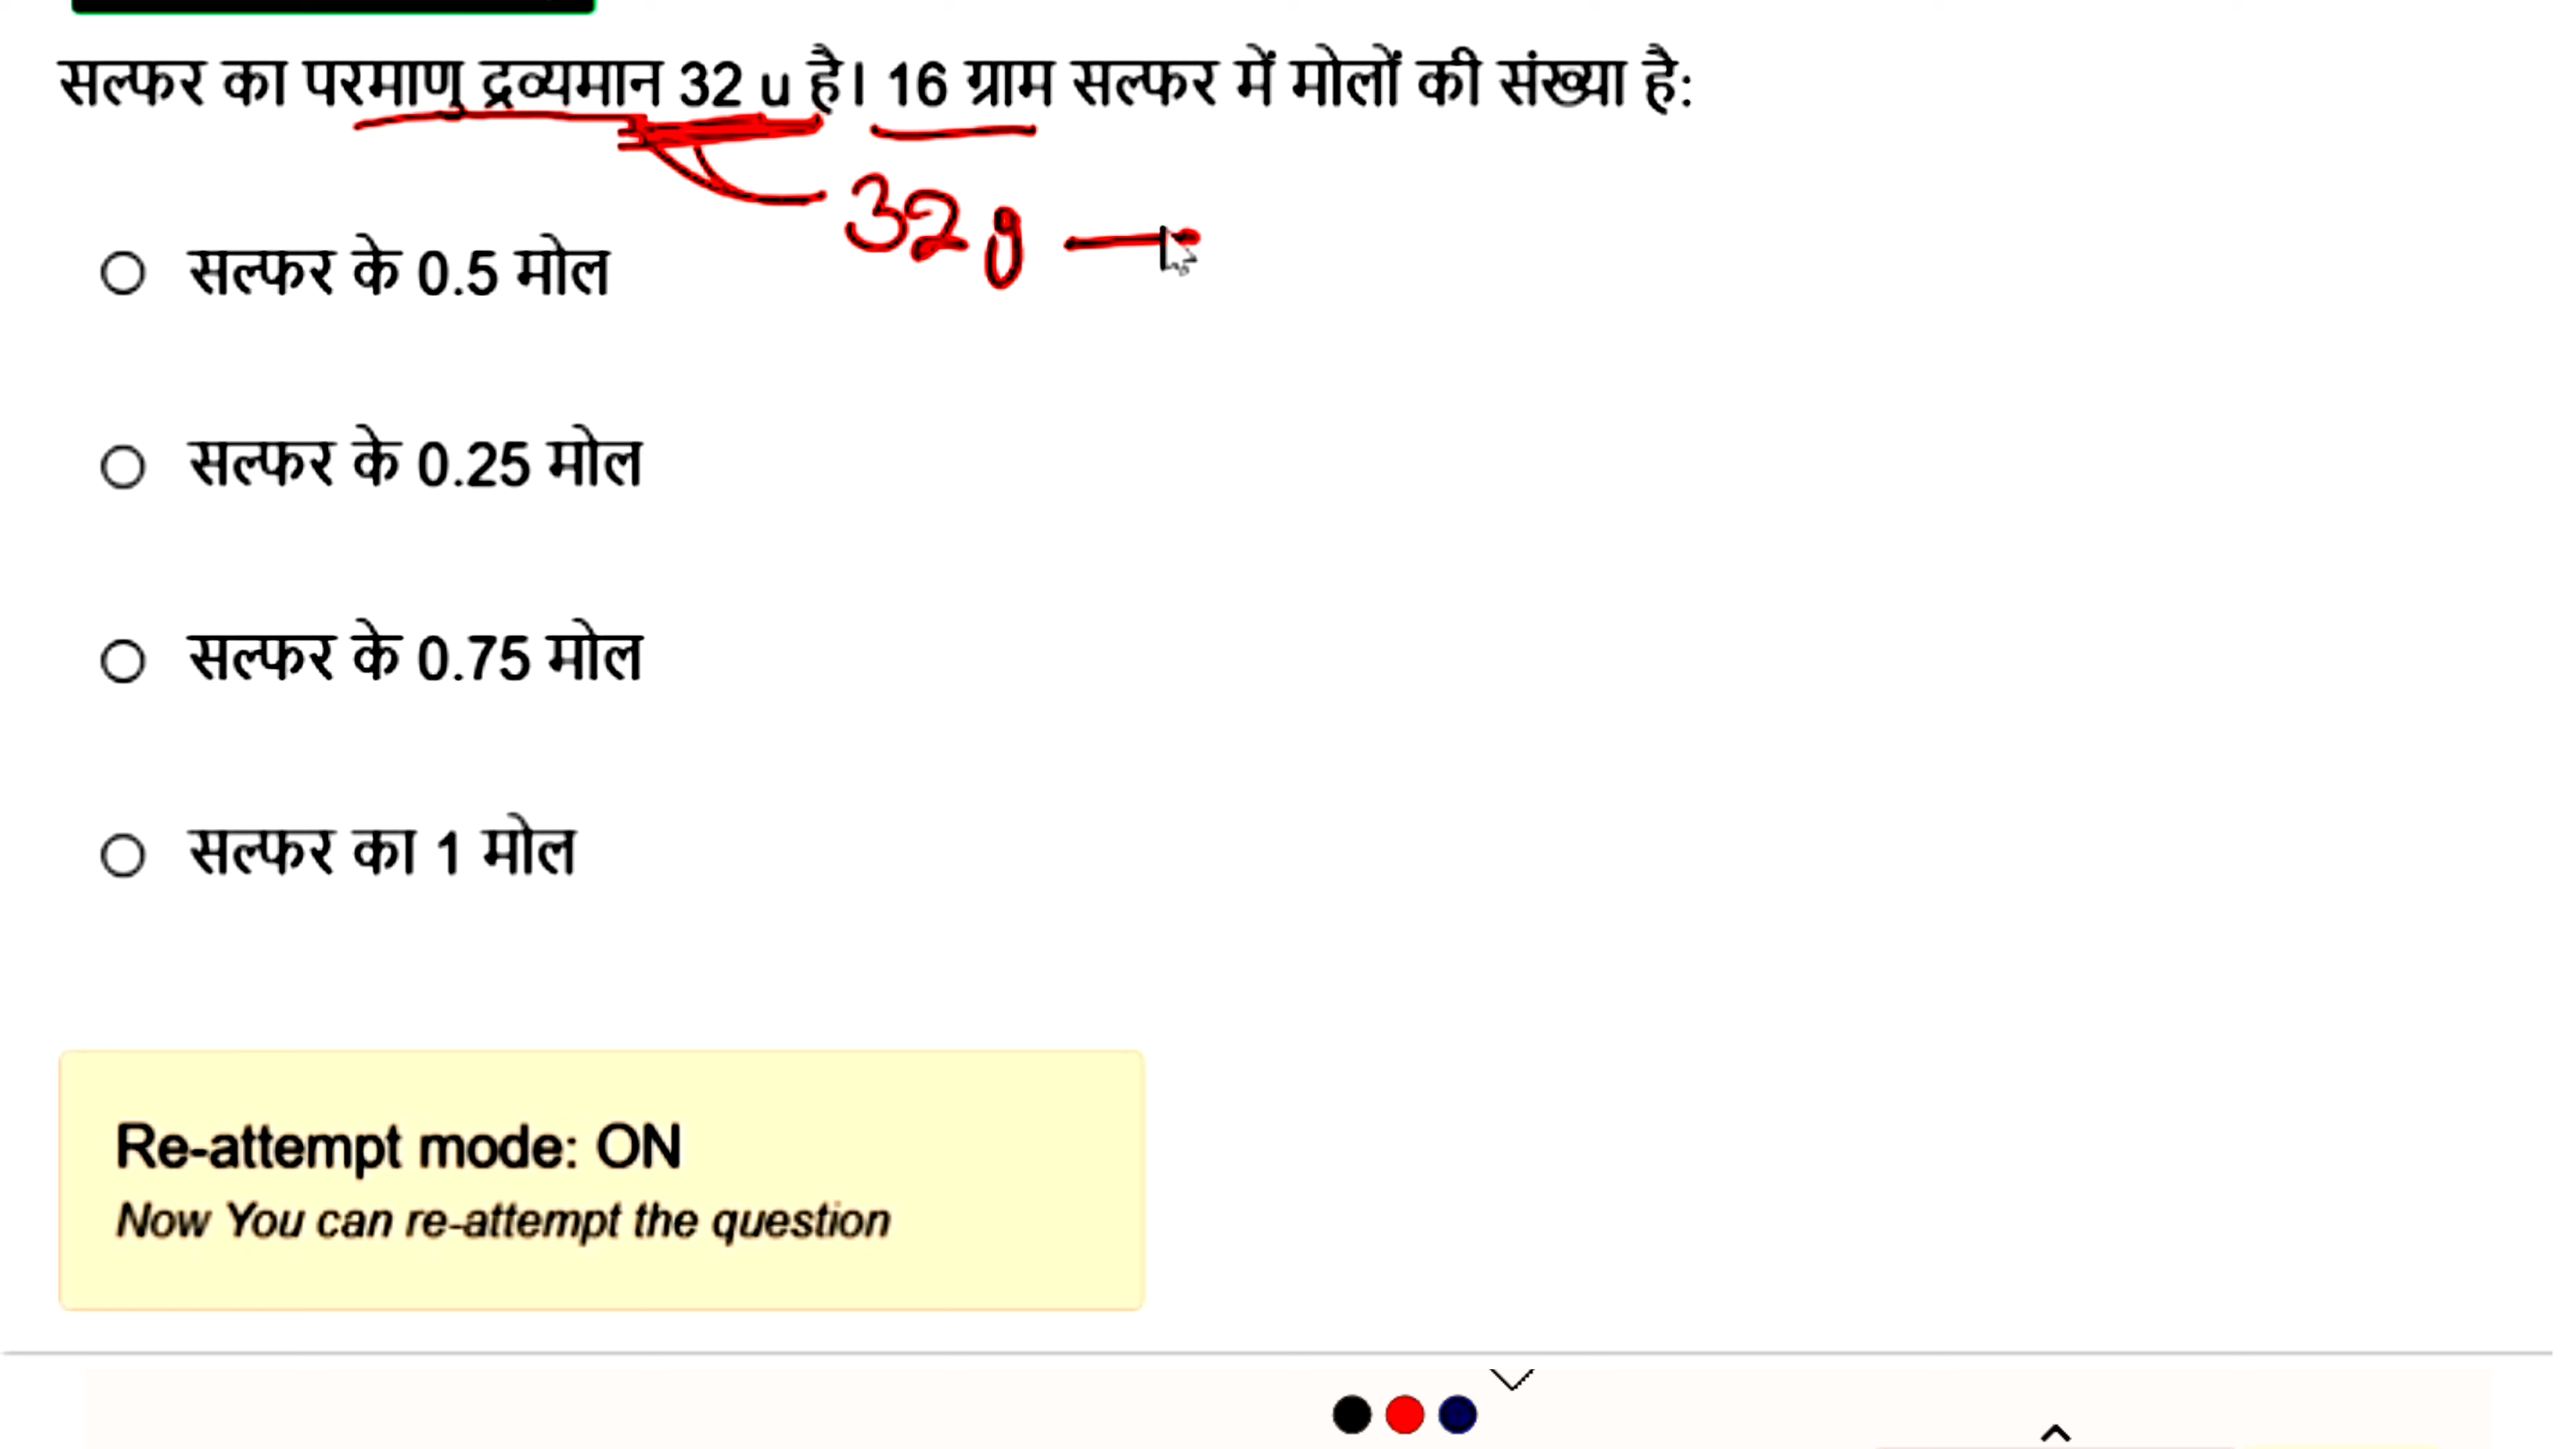 सल्फर का परमाणु द्रव्यमान 32 u है। 16 ग्राम सल्फर में मोलों की संख्या है:
32 g
सल्फर के 0.5 मोल
सल्फर के 0.25 मोल
सल्फर के 0.75 मोल
सल्फर का 1 मोल
Re-attempt mode: ON
Now You can re-attempt the question